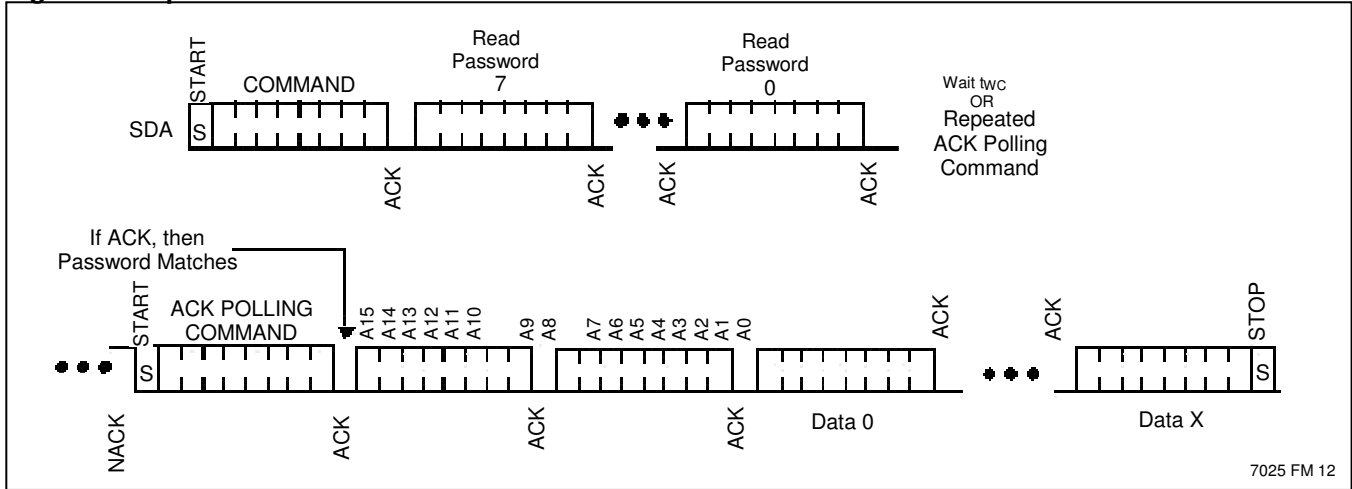 START
COMMAND
Read
Password
7
Read
Password
0
Wait tWC
OR
Repeated
ACK Polling
Command
SDA
S
ACK
ACK
ACK
ACK
If ACK, then
Password Matches
START
ACK POLLING
COMMAND
A15
A14
A13
A12
A11
A10
A9
A8
A7
A6
A5
A4
A3
A2
A1
A0
ACK
ACK
STOP
S
S
NACK
ACK
ACK
ACK
Data 0
Data X
7025 FM 12